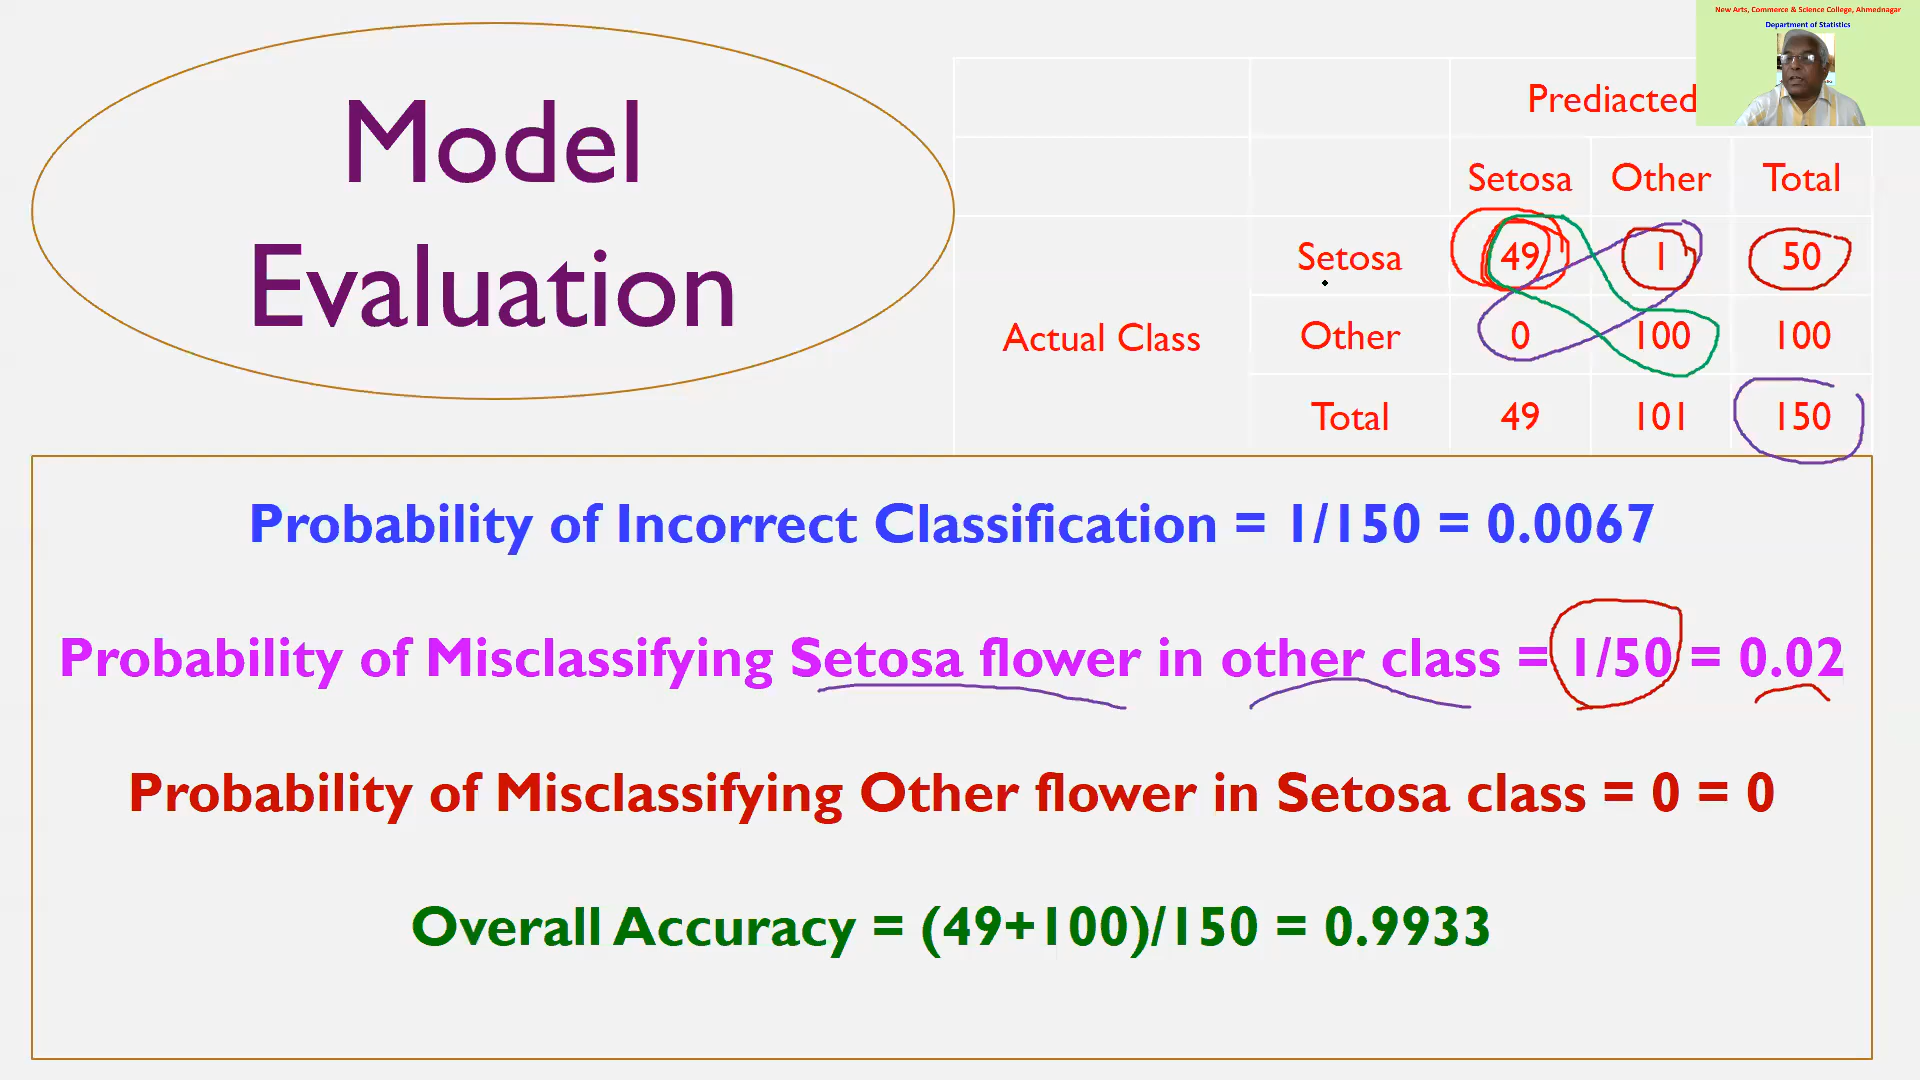 New Arts, Commerce & Science College, Ahmednagar
Department of Statistics
Model
Evaluation
Prediacted
Setosa Other Total
Setosa 49 1 50
Actual Class Other 0 100 100
Total 49 101 150
Probability of Incorrect Classification = 1/150 = 0.0067
Probability of Misclassifying Setosa flower in other class = 1/50 = 0.02
Probability of Misclassifying Other flower in Setosa class = 0 = 0
Overall Accuracy = (49+100)/150 = 0.9933